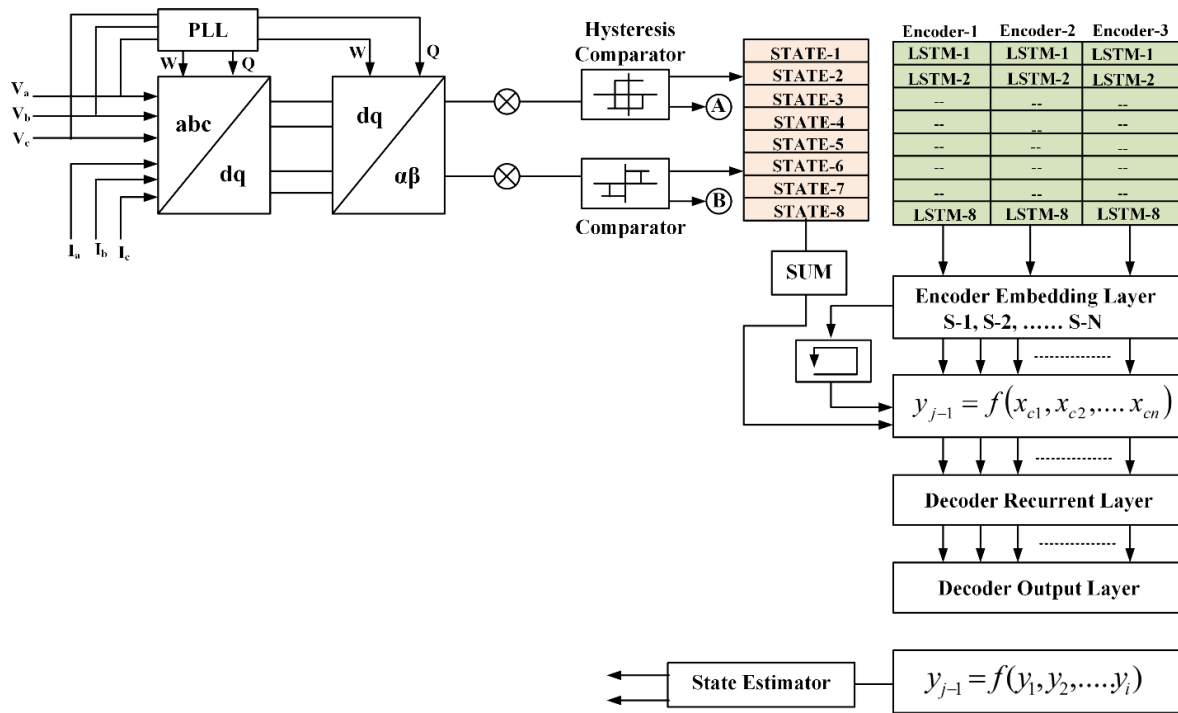 PLL
W
Q
W
Q
Va
Vb
Vc
abc
dq
dq
αβ
Ia
Ib
Ic
Hysteresis
Comparator
A
B
Comparator
STATE-1
STATE-2
STATE-3
STATE-4
STATE-5
STATE-6
STATE-7
STATE-8
SUM
Encoder-1 Encoder-2 Encoder-3
LSTM-1 LSTM-1 LSTM-1
LSTM-2 LSTM-2 LSTM-2
-- -- --
-- -- --
-- -- --
-- -- --
-- -- --
LSTM-8 LSTM-8 LSTM-8
Encoder Embedding Layer
S-1, S-2, ...... S-N
y_{j-1} = f(x_{c1}, x_{c2},.... x_{cn})
Decoder Recurrent Layer
Decoder Output Layer
State Estimator
y_{j-1} = f(y_1, y_2,.....y_i)